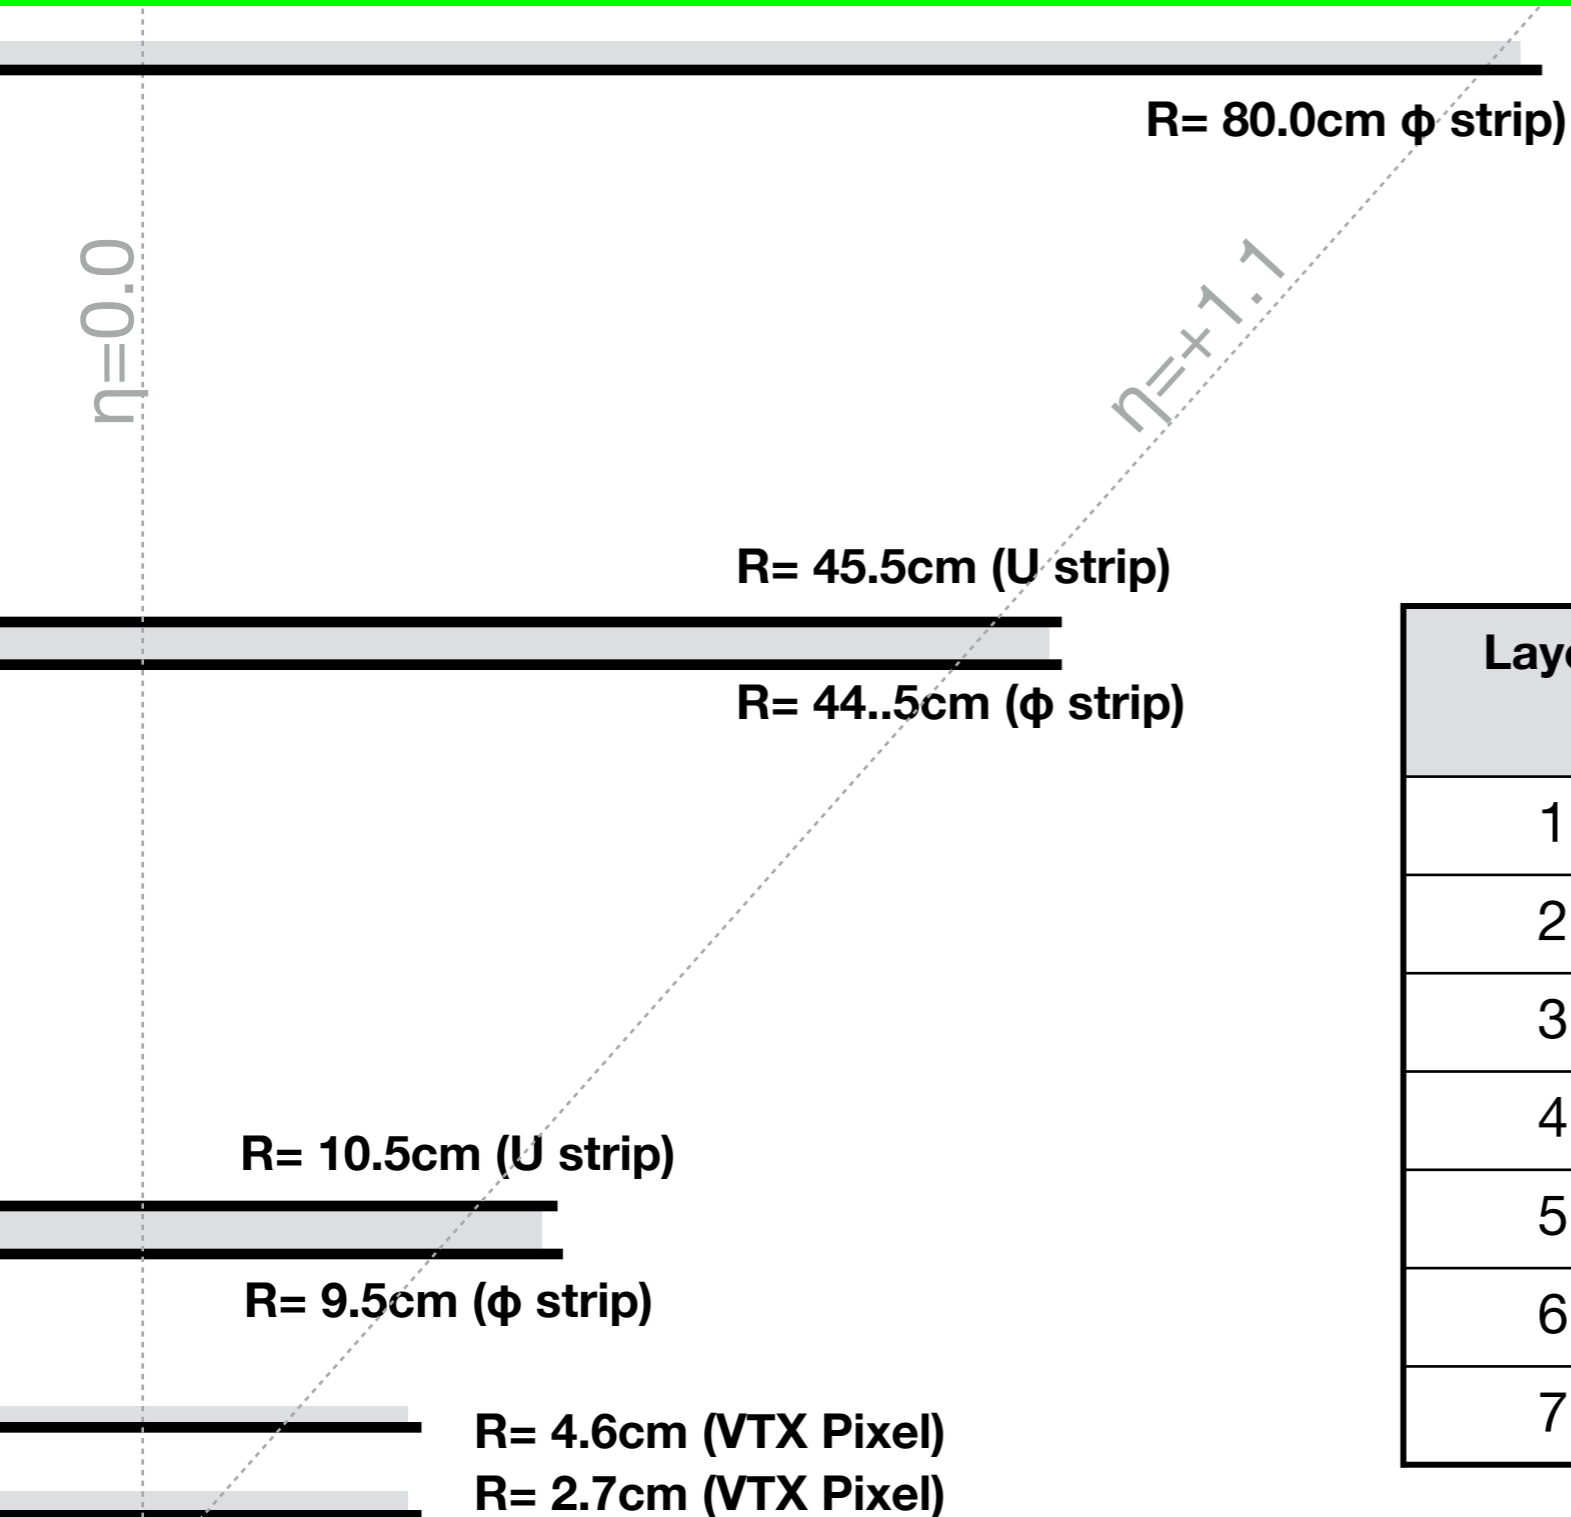 R= 80.0cm ϕ strip)
η=0.0
η=+1.1
R= 45.5cm (U strip)
R= 44..5cm (ϕ strip)
R= 10.5cm (U strip)
R= 9.5cm (ϕ strip)
R= 4.6cm (VTX Pixel)
R= 2.7cm (VTX Pixel)
1
2
3
4
5
6
7